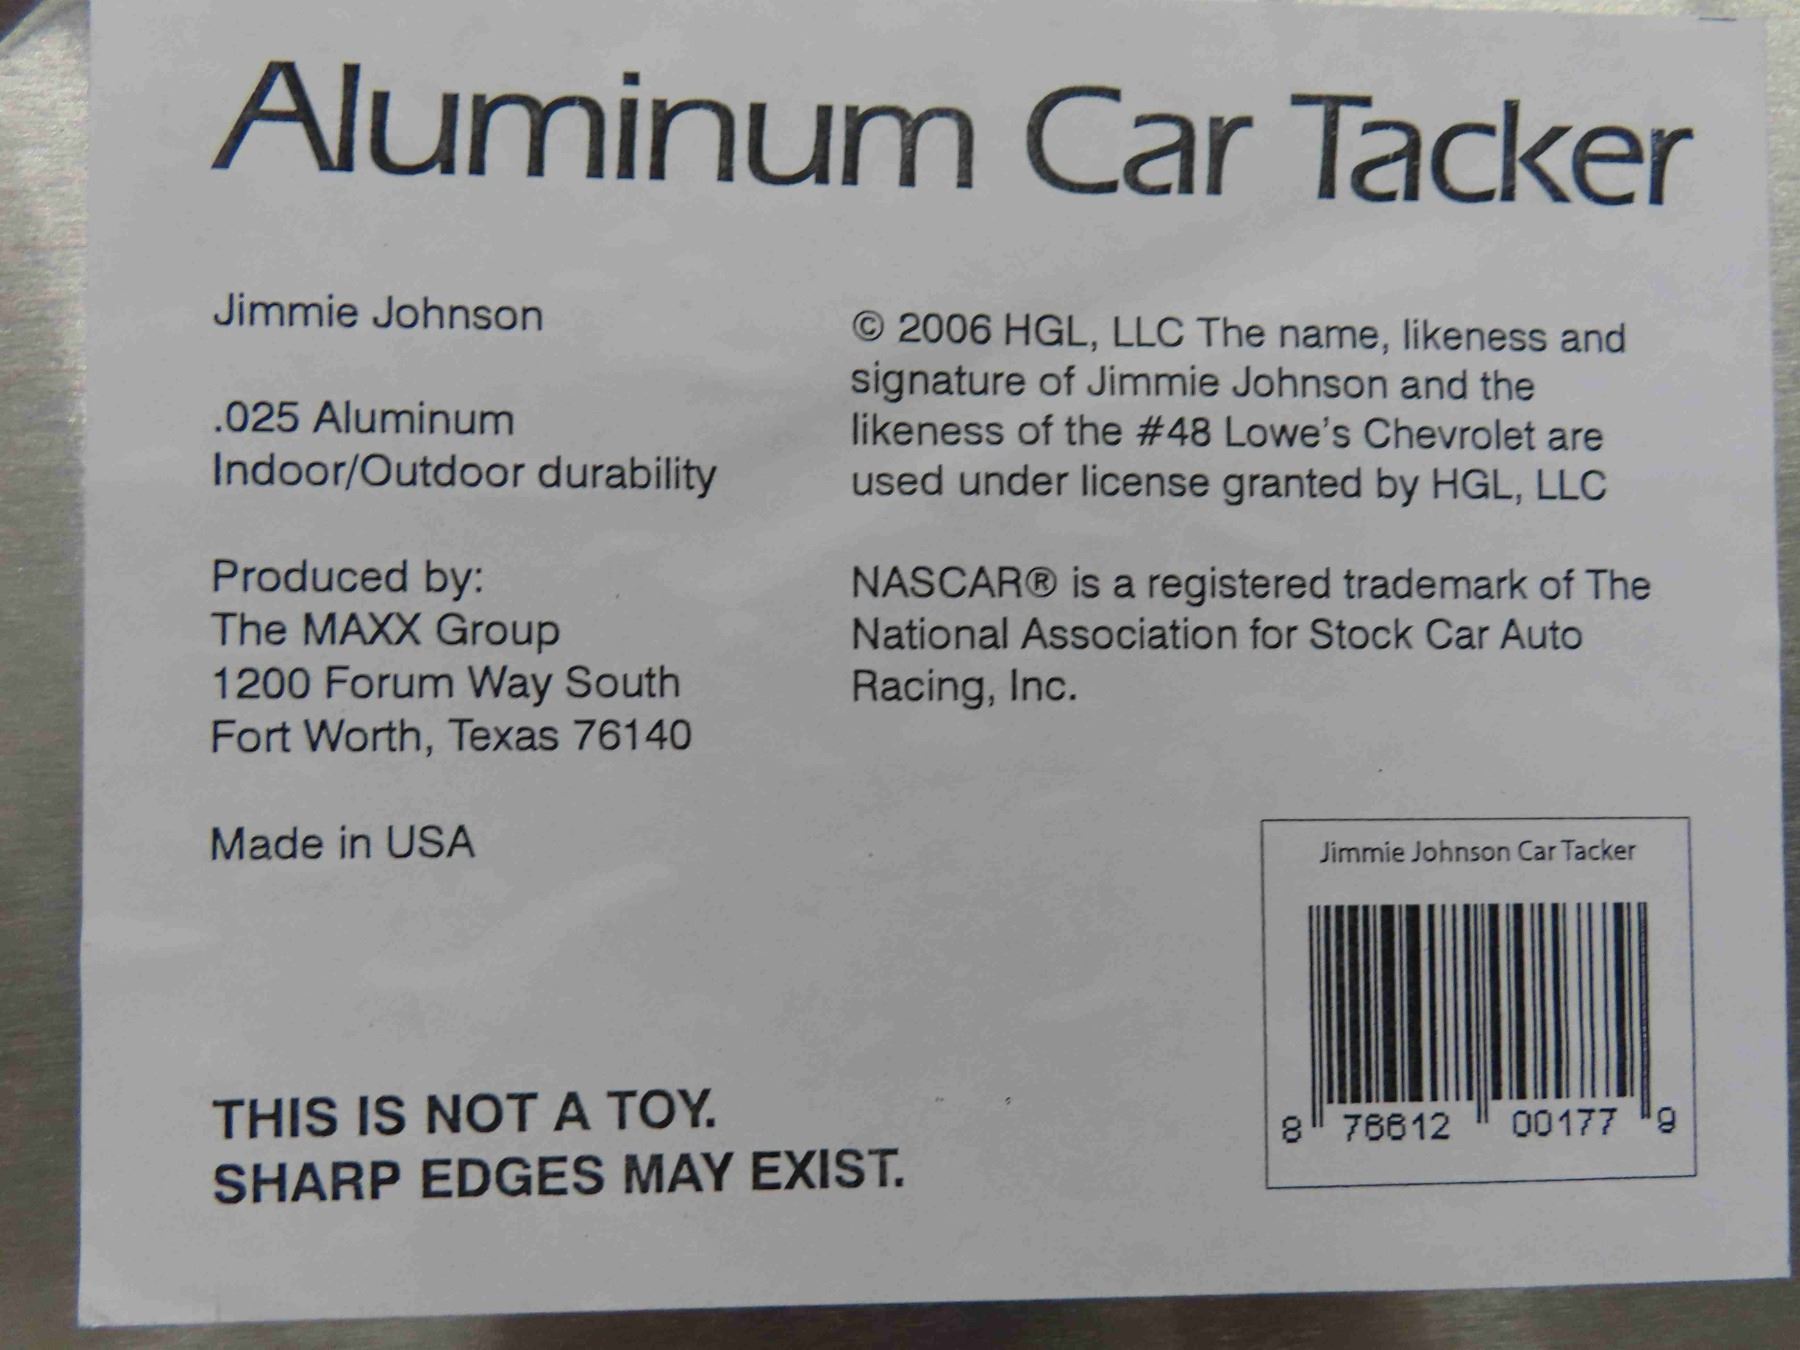 Aluminum Car Tacker
Jimmie Johnson
.025 Aluminum
Indoor/Outdoor durability
Produced by:
The MAXX Group
1200 Forum Way South
Fort Worth, Texas 76140
Made in USA
© 2006 HGL, LLC The name, likeness and
signature of Jimmie Johnson and the
likeness of the #48 Lowe's Chevrolet are
used under license granted by HGL, LLC
NASCAR® is a registered trademark of The
National Association for Stock Car Auto
Racing, Inc.
THIS IS NOT A TOY.
SHARP EDGES MAY EXIST.
Jimmie Johnson Car Tacker
8 76612 00177 9